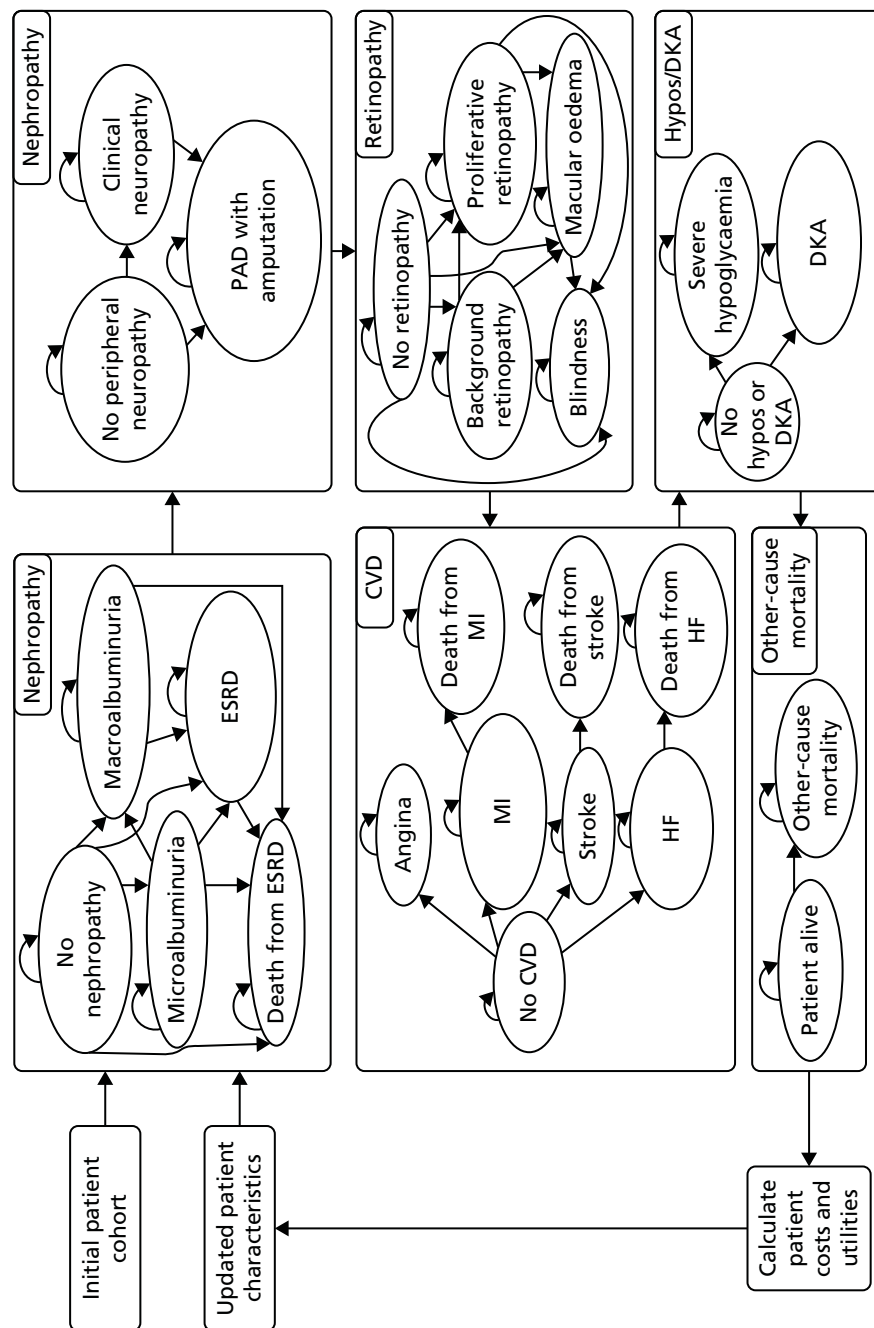 Initial patient
cohort
Updated patient
characteristics
Nephropathy
No
nephropathy
Macroalbuminuria
Microalbuminuria
ESRD
Death from ESRD
Nephropathy
No peripheral
neuropathy
Clinical
neuropathy
PAD with
amputation
Retinopathy
No retinopathy
Background
retinopathy
Proliferative
retinopathy
Blindness
Macular oedema
CVD
No CVD
Angina
MI
Death from
MI
Stroke
Death from
stroke
HF
Death from
HF
Hypos/DKA
No
hypos or
DKA
Severe
hypoglycaemia
DKA
Other-cause
mortality
Patient alive
Other-cause
mortality
Calculate
patient
costs and
utilities